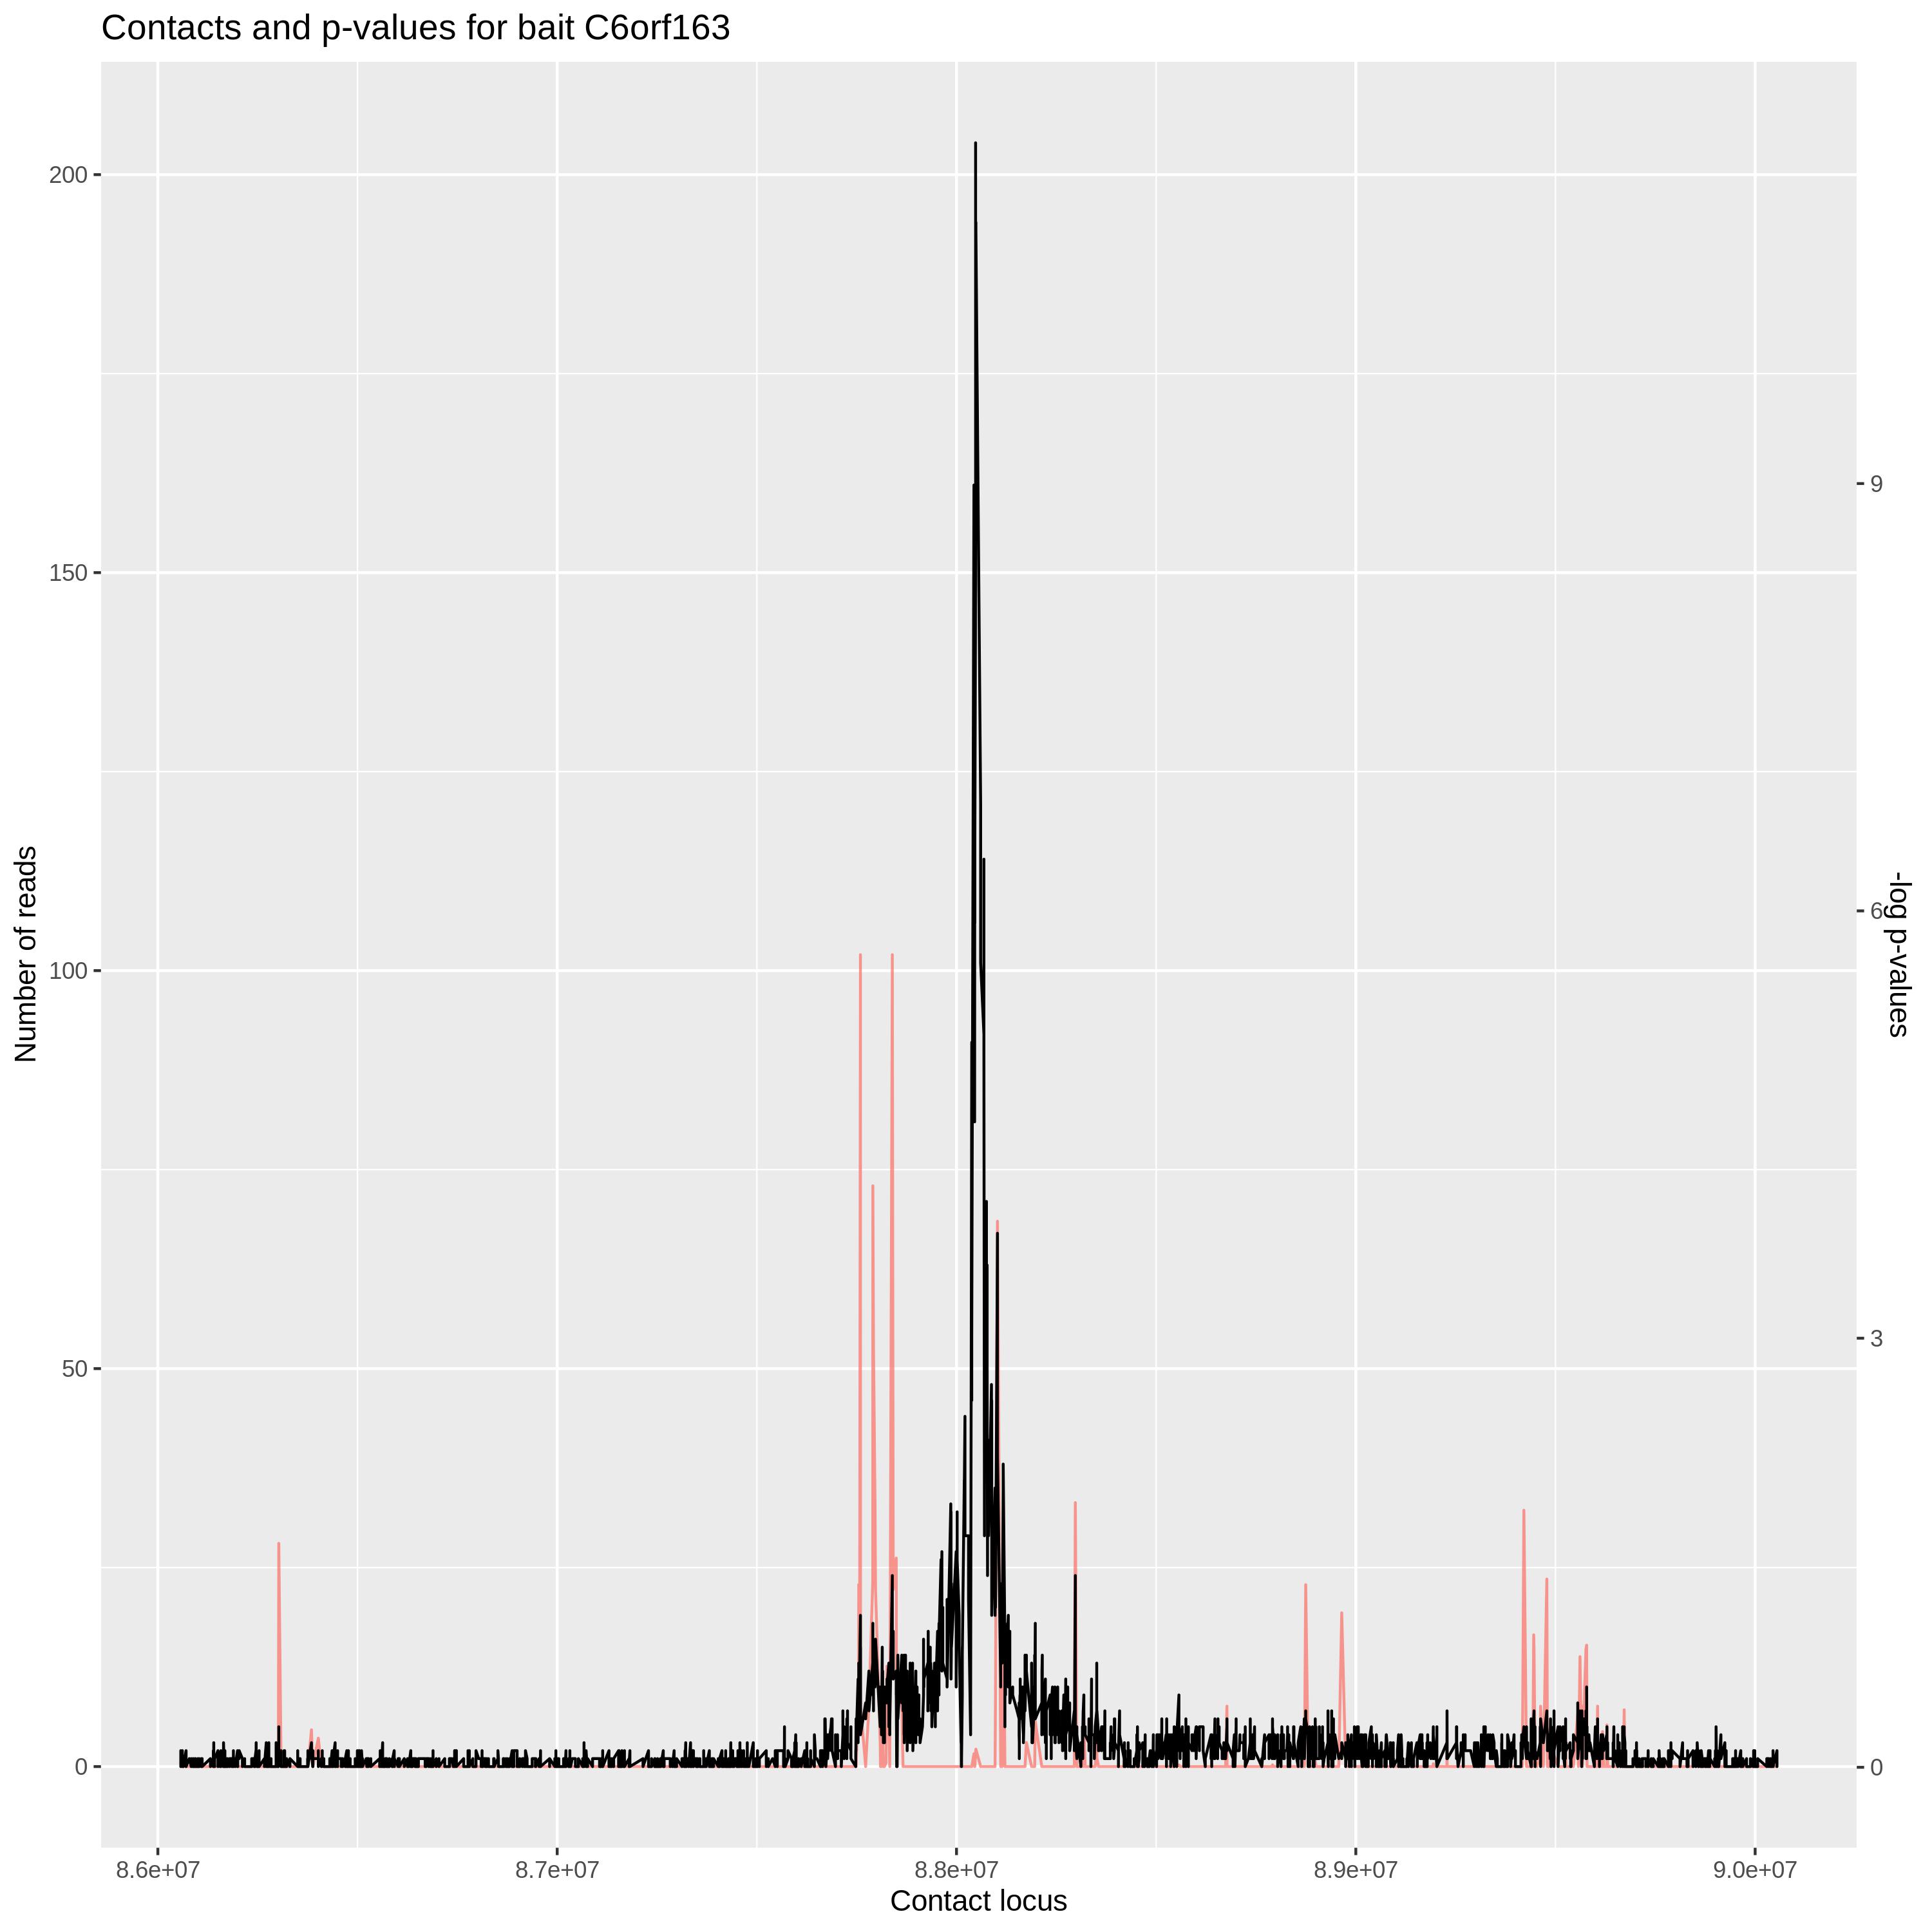 Contacts and p-values for bait C6orf163
200
150
100
50
0
Number of reads
9
6
3
0
-log p-values
8.6e+07 8.7e+07 8.8e+07 8.9e+07 9.0e+07
Contact locus